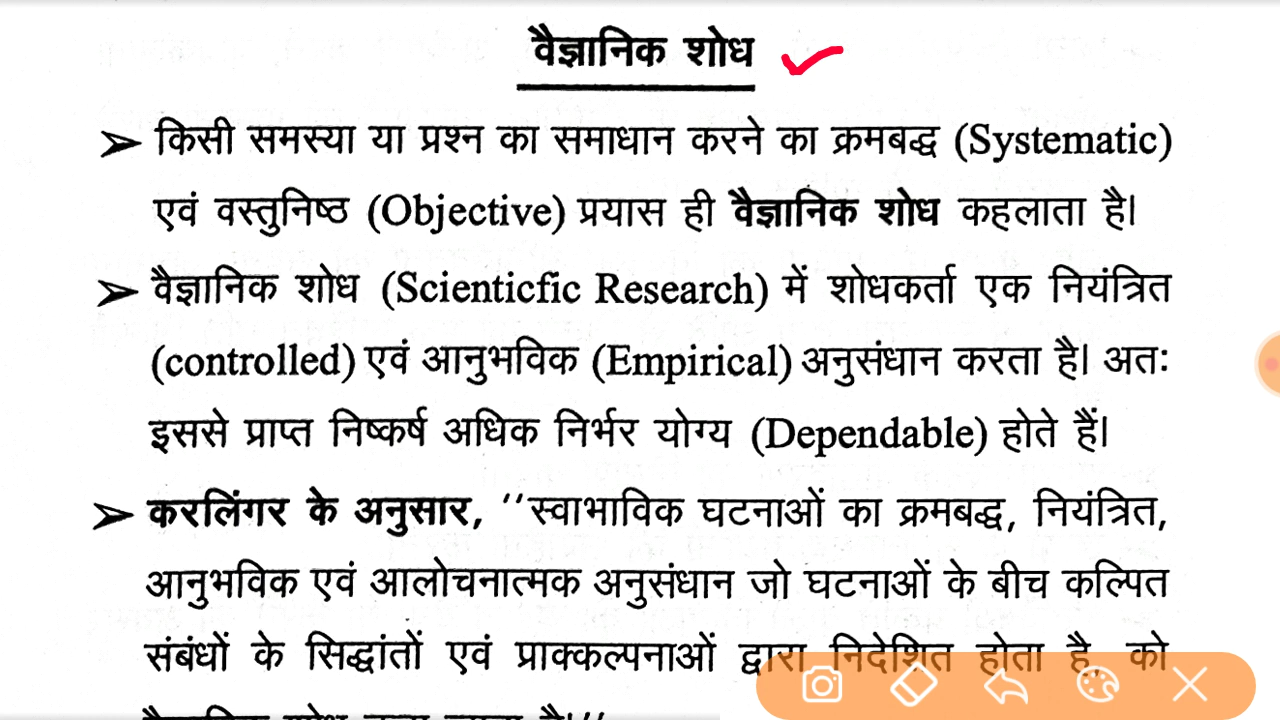 वैज्ञानिक शोध
➢ किसी समस्या या प्रश्न का समाधान करने का क्रमबद्ध (Systematic)
एवं वस्तुनिष्ठ (Objective) प्रयास ही वैज्ञानिक शोध कहलाता है।
➢ वैज्ञानिक शोध (Scienticfic Research) में शोधकर्ता एक नियंत्रित
(controlled) एवं आनुभविक (Empirical) अनुसंधान करता है। अतः
इससे प्राप्त निष्कर्ष अधिक निर्भर योग्य (Dependable) होते हैं।
➢ करलिंगर के अनुसार, ''स्वाभाविक घटनाओं का क्रमबद्ध, नियंत्रित,
आनुभविक एवं आलोचनात्मक अनुसंधान जो घटनाओं के बीच कल्पित
संबंधों के सिद्धांतों एवं प्राक्कल्पनाओं द्वारा निदेशित होता है, को